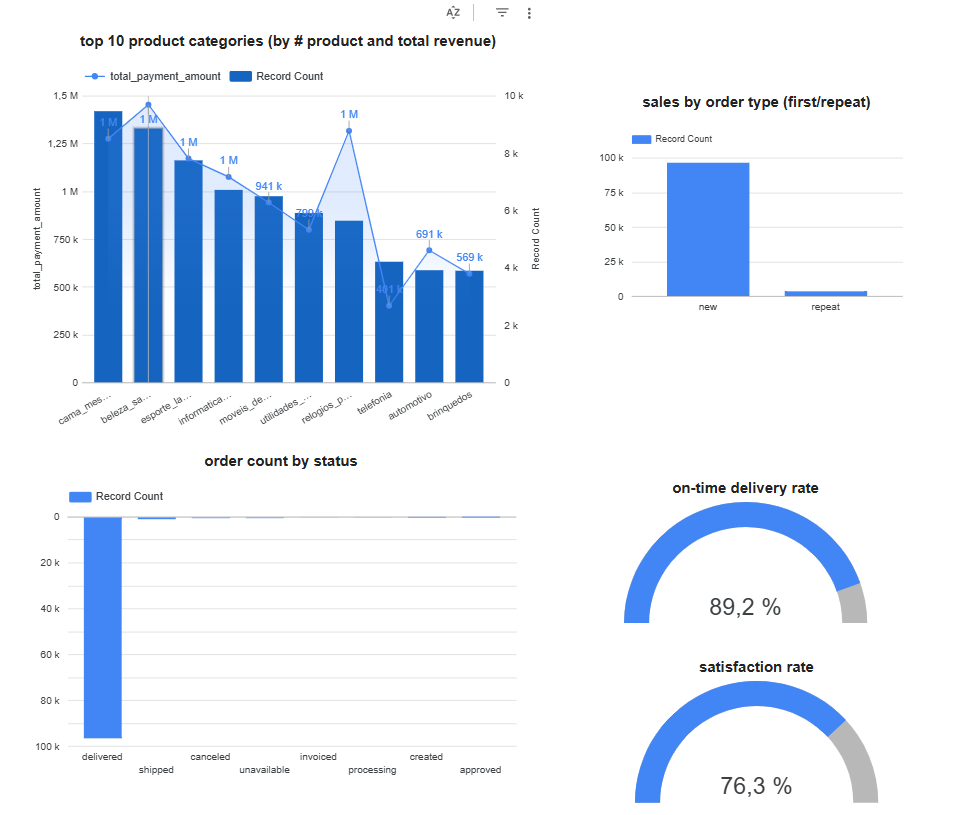 AZ
top 10 product categories (by # product and total revenue)
total_payment_amount Record Count
1,5 M
1,25 M
1 M
750 k
500 k
250 k
0
total_payment_amount
10 k
8 k
6 k
4 k
2 k
0
Record Count
1 M
1 M
1 M
1 M
941 k
799 k
1 M
401 k
691 k
569 k
cama_mes...
beleza_sa...
esporte_la...
informatica...
moveis_de...
utilidades_...
relogios_p...
telefonia
automotivo
brinquedos
sales by order type (first/repeat)
Record Count
100 k
75 k
50 k
25 k
0
new repeat
order count by status
Record Count
0
20 k
40 k
60 k
80 k
100 k
delivered
shipped
canceled
unavailable
invoiced
processing
created
approved
on-time delivery rate
89,2 %
satisfaction rate
76,3 %